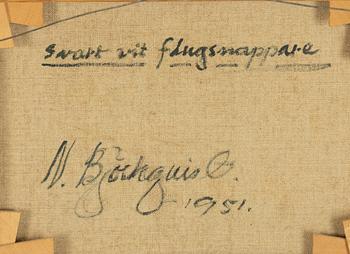 Svart vit flugsnappare
N. Björkquist.
1951.